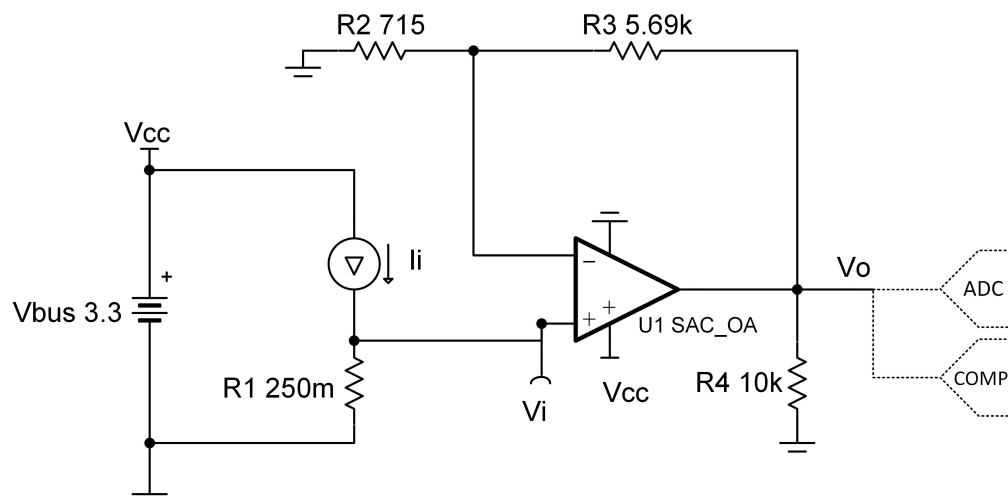 R2 715
R3 5.69k
Vcc
Ii
+
Vbus 3.3
−
+
+
U1 SAC_OA
Vo
ADC
COMP
R1 250m
Vi
Vcc
R4 10k